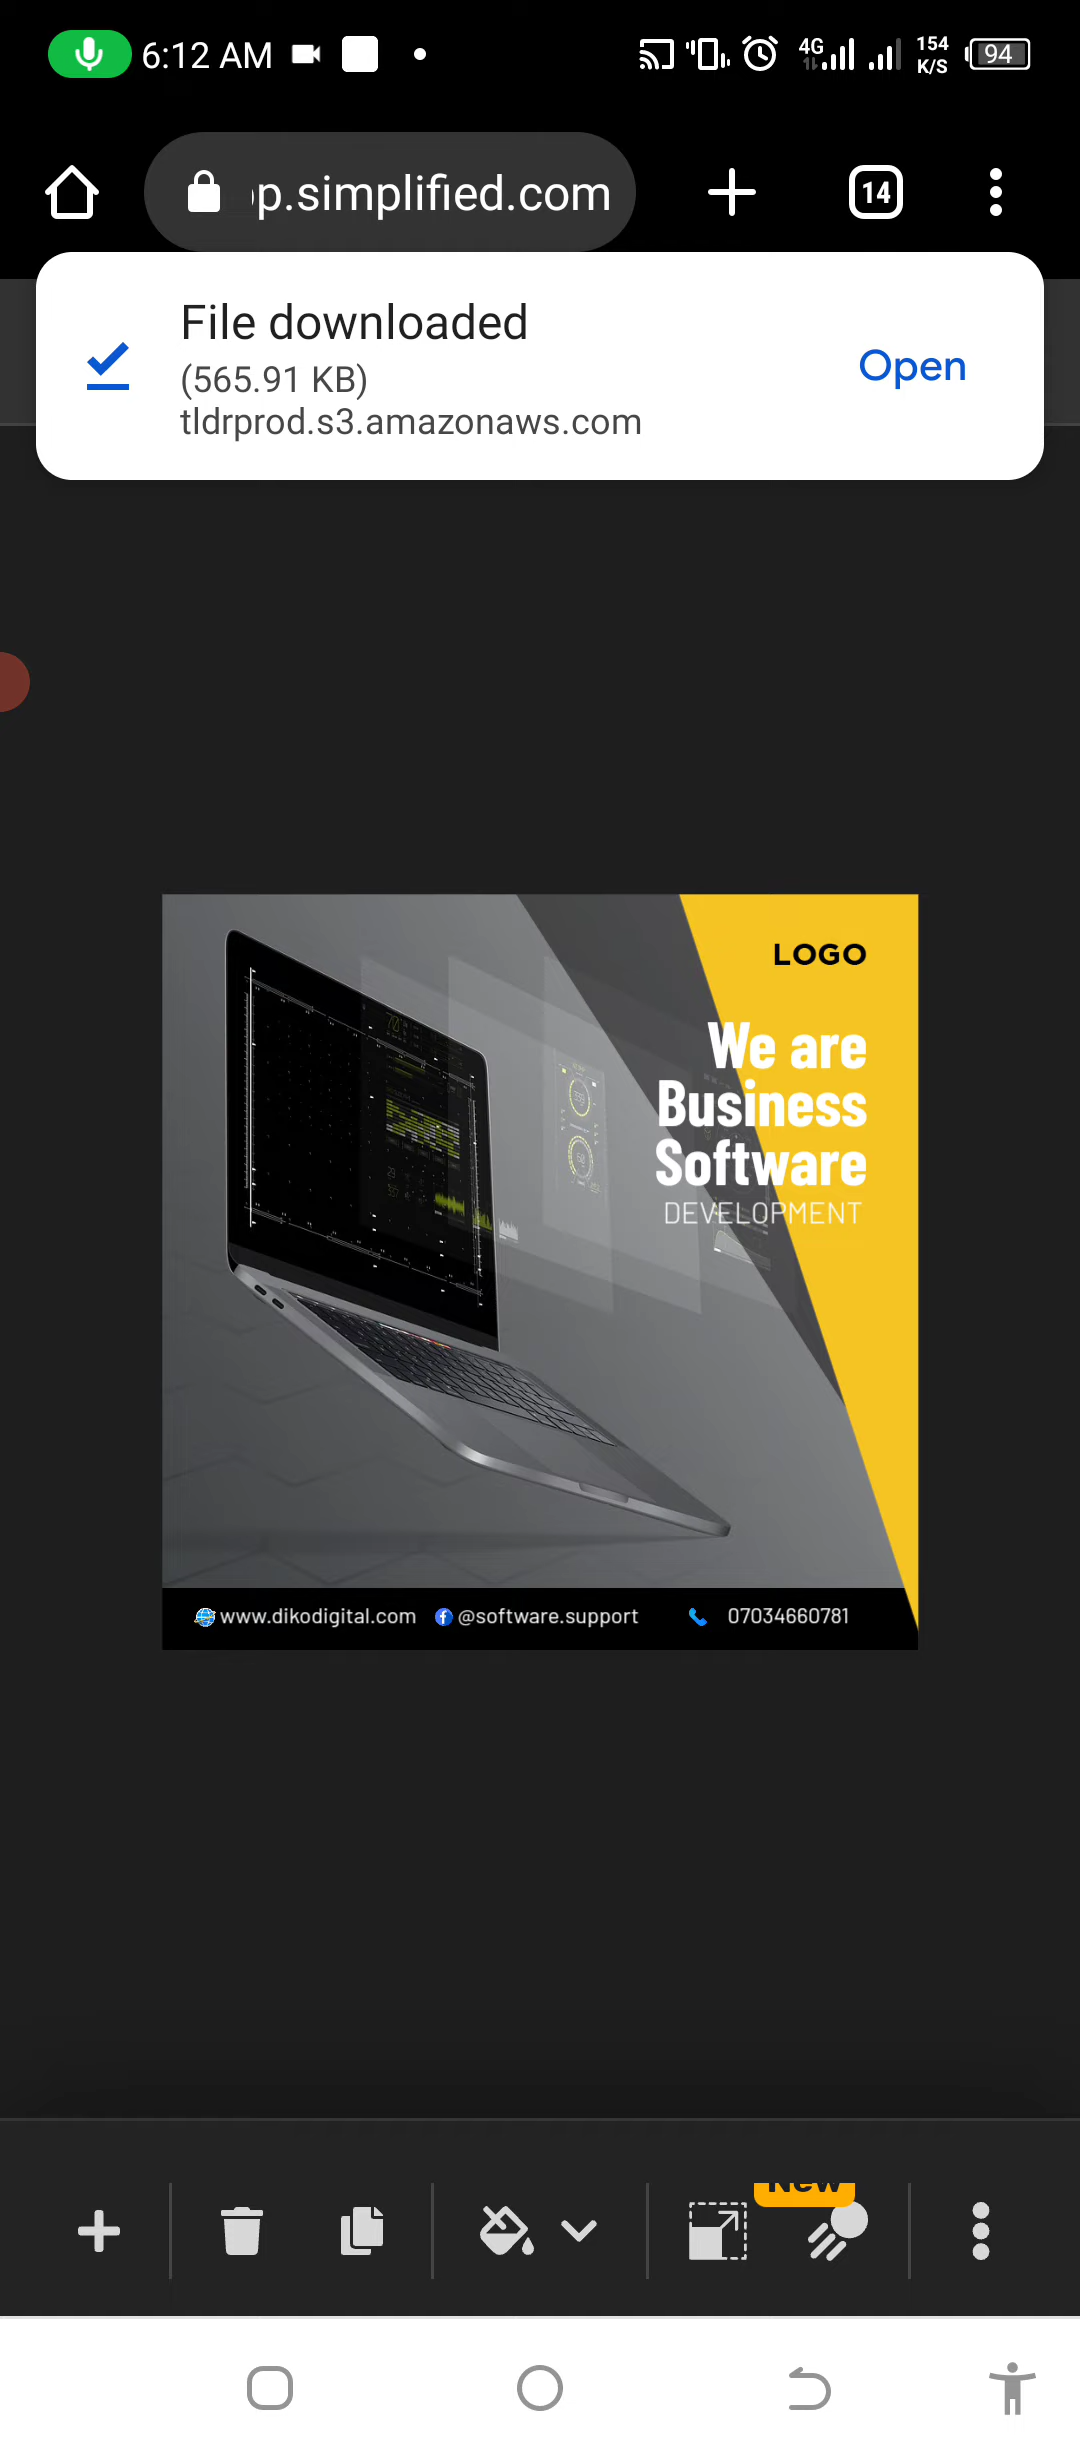 6:12 AM
4G
154
K/S
94
p.simplified.com
14
File downloaded
(565.91 KB)
tldrprod.s3.amazonaws.com
Open
LOGO
We are
Business
Software
DEVELOPMENT
www.dikodigital.com @software.support 07034660781
New